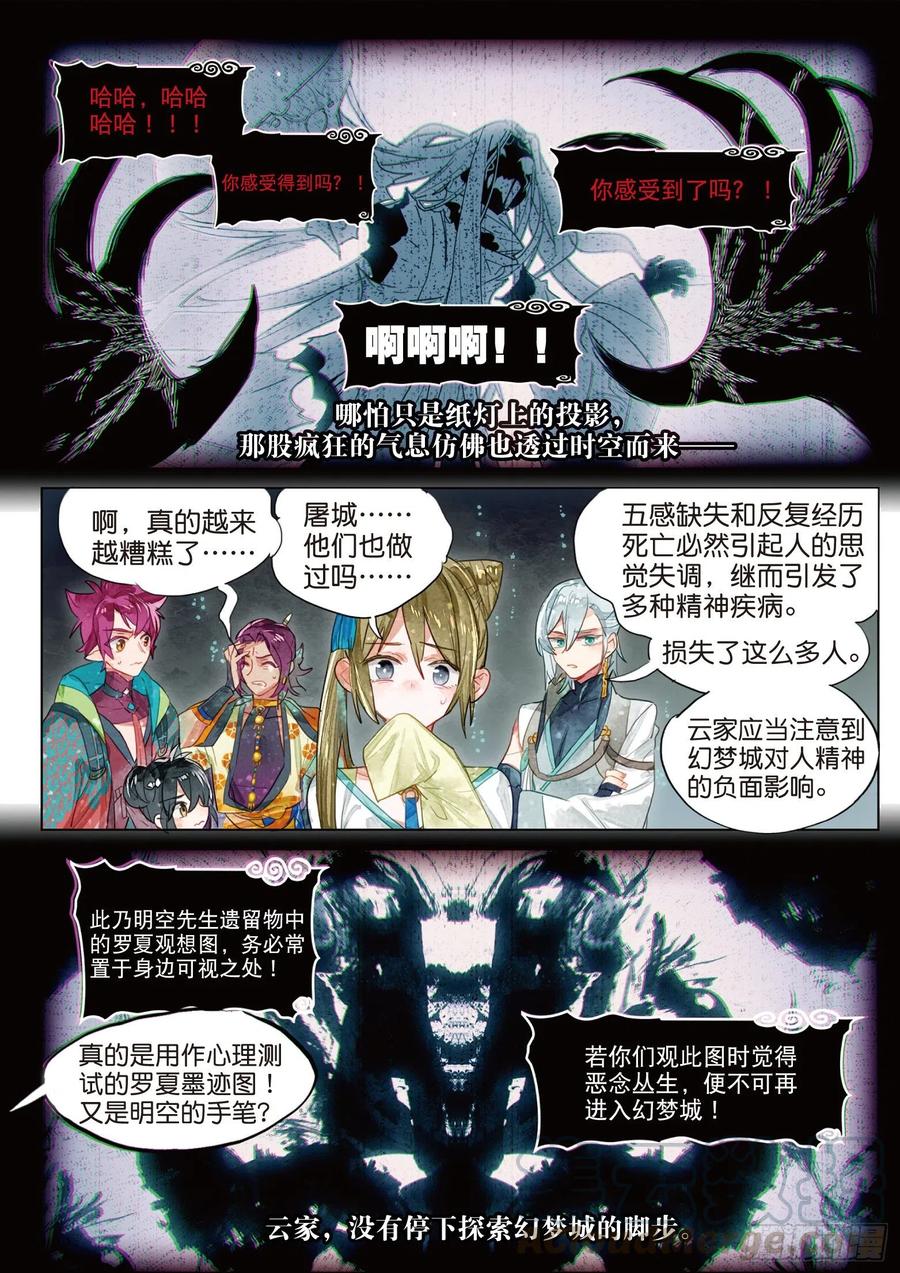 哈哈，哈哈
哈哈！！！
你感受得到吗？！
你感受到了吗？！
啊啊啊！！
哪怕只是纸灯上的投影，
那股疯狂的气息仿佛也透过时空而来——
啊，真的越来
越糟糕了……
屠城……
他们也做
过吗……
五感缺失和反复经历
死亡必然引起人的思
觉失调，继而引发了
多种精神疾病。
损失了这么多人。
云家应当注意到
幻梦城对人精神
的负面影响。
此乃明空先生遗留物中
的罗夏观想图，务必常
置于身边可视之处！
真的是用作心理测
试的罗夏墨迹图！
又是明空的手笔？
若你们观此图时觉得
恶念丛生，便不可再
进入幻梦城！
云家，没有停下探索幻梦城的脚步。